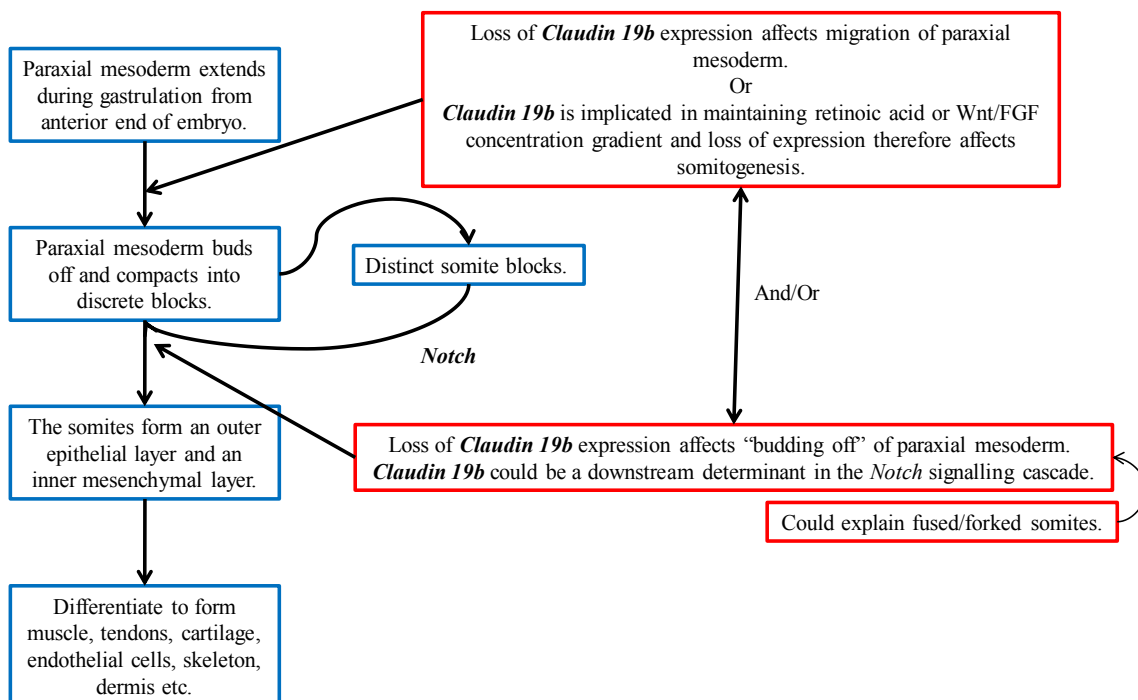 Paraxial mesoderm extends
during gastrulation from
anterior end of embryo.
Loss of Claudin 19b expression affects migration of paraxial
mesoderm.
Or
Claudin 19b is implicated in maintaining retinoic acid or Wnt/FGF
concentration gradient and loss of expression therefore affects
somitogenesis.
Paraxial mesoderm buds
off and compacts into
discrete blocks.
Distinct somite blocks.
And/Or
Notch
The somites form an outer
epithelial layer and an
inner mesenchymal layer.
Loss of Claudin 19b expression affects “budding off” of paraxial mesoderm.
Claudin 19b could be a downstream determinant in the Notch signalling cascade.
Could explain fused/forked somites.
Differentiate to form
muscle, tendons, cartilage,
endothelial cells, skeleton,
dermis etc.